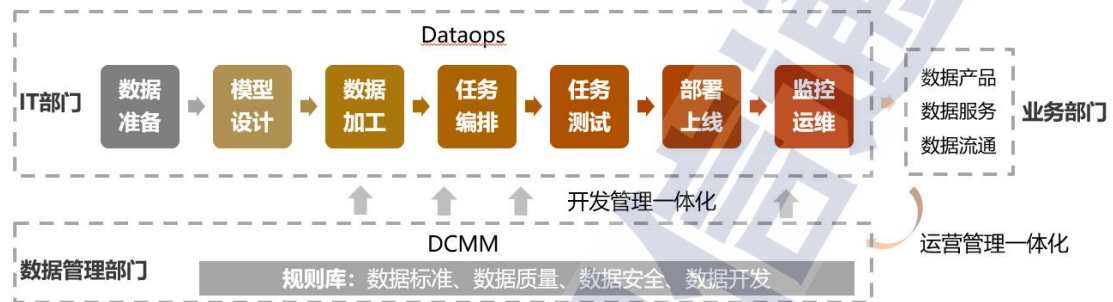 Dataops
IT部门
数据
准备
模型
设计
数据
加工
任务
编排
任务
测试
部署
上线
监控
运维
数据产品
数据服务
数据流通
业务部门
开发管理一体化
DCMM
运营管理一体化
数据管理部门
规则库：数据标准、数据质量、数据安全、数据开发